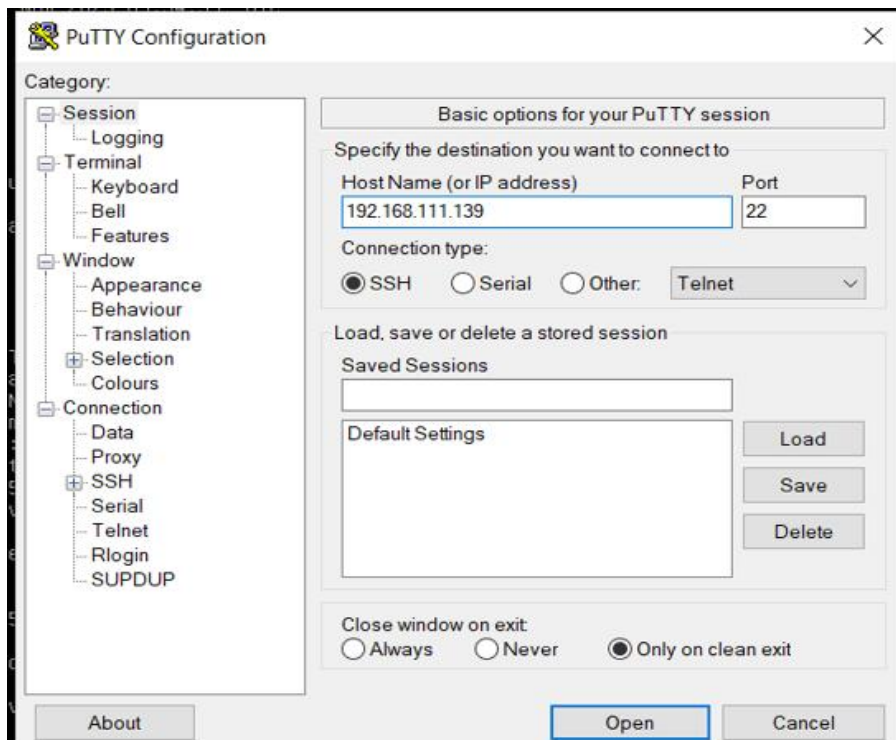 PuTTY Configuration
Category:
Session
Logging
Terminal
Keyboard
Bell
Features
Window
Appearance
Behaviour
Translation
Selection
Colours
Connection
Data
Proxy
SSH
Serial
Telnet
Rlogin
SUPDUP
Basic options for your PuTTY session
Specify the destination you want to connect to
Host Name (or IP address) Port
192.168.111.139 22
Connection type:
SSH Serial Other: Telnet
Load, save or delete a stored session
Saved Sessions
Default Settings
Load
Save
Delete
Close window on exit:
Always Never Only on clean exit
About Open Cancel